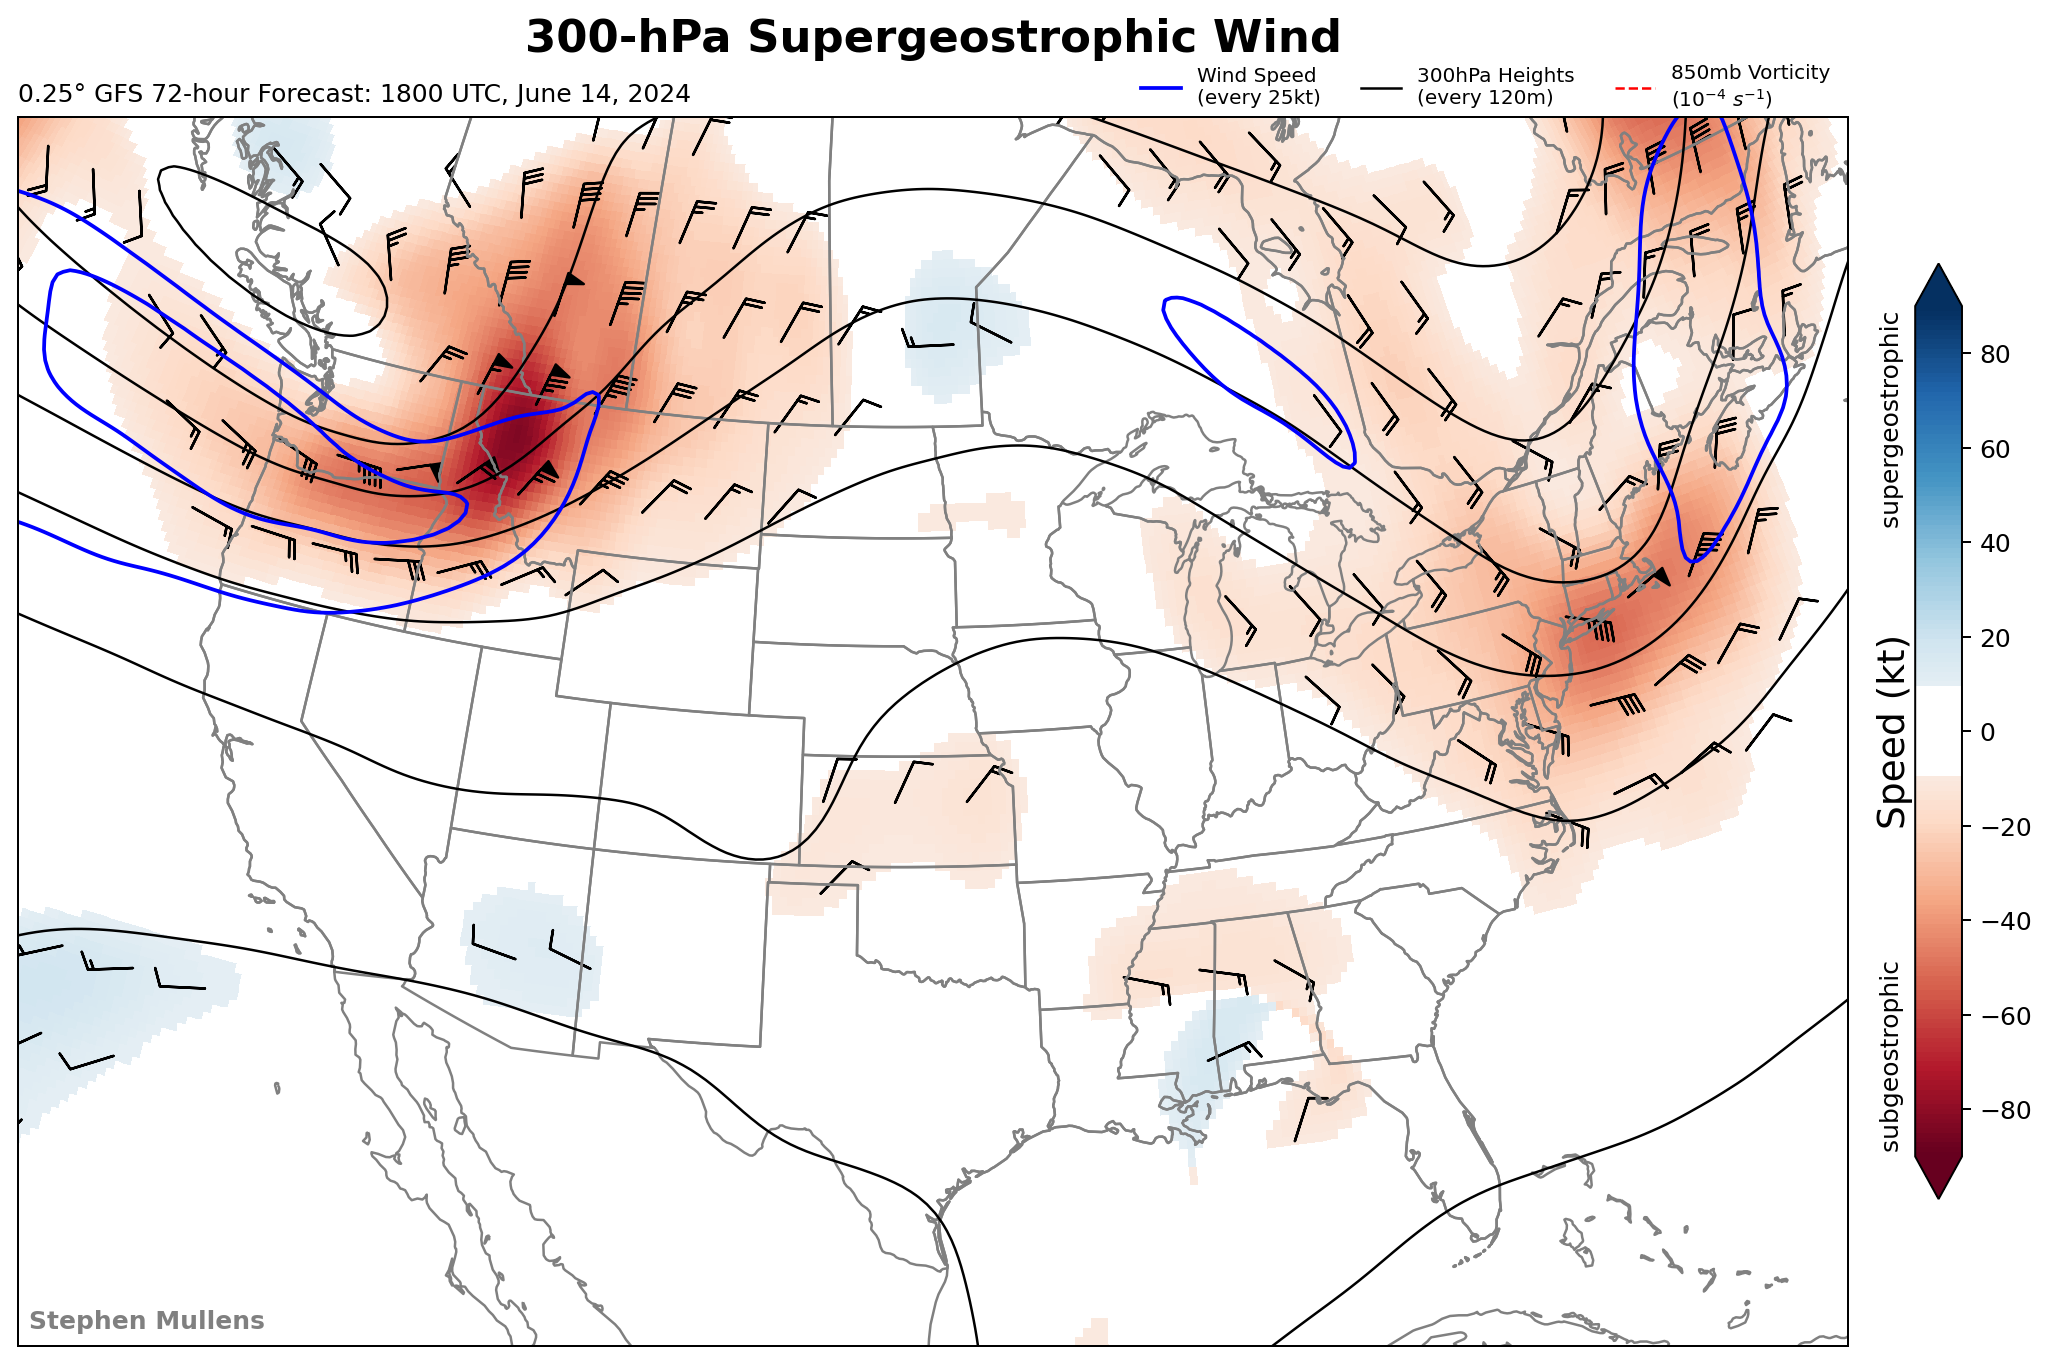 300-hPa Supergeostrophic Wind
0.25° GFS 72-hour Forecast: 1800 UTC, June 14, 2024
Wind Speed
(every 25kt)
300hPa Heights
(every 120m)
850mb Vorticity
(10⁻⁴ s⁻¹)
supergeostrophic
Speed (kt)
subgeostrophic
80
60
40
20
0
−20
−40
−60
−80
Stephen Mullens